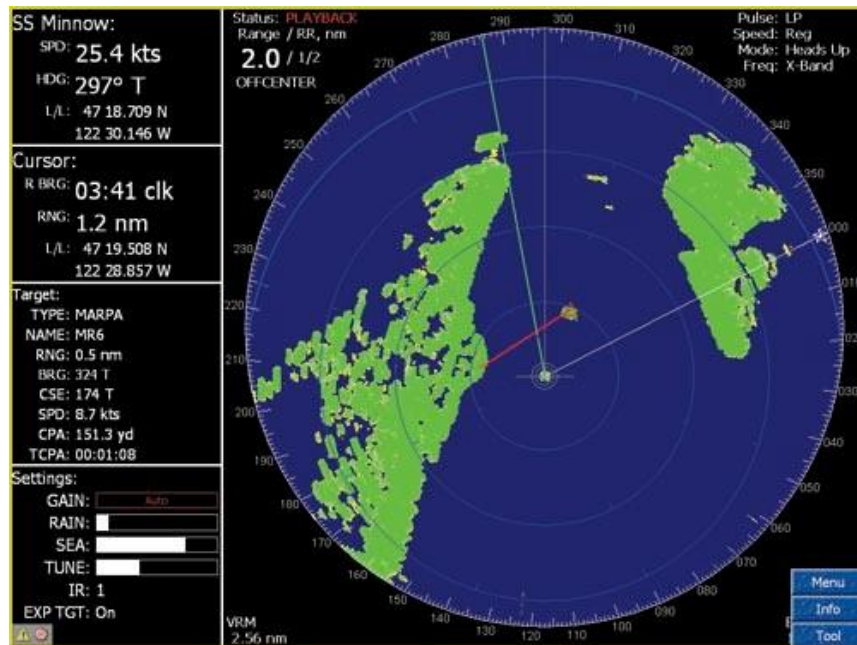 SS Minnow:
SPD: 25.4 kts
HDG: 297° T
L/L: 47 18.709 N
122 30.146 W
Cursor:
R BRG: 03:41 clk
RNG: 1.2 nm
L/L: 47 19.508 N
122 28.857 W
Target:
TYPE: MARPA
NAME: MR6
RNG: 0.5 nm
BRG: 324 T
CSE: 174 T
SPD: 8.7 kts
CPA: 151.3 yd
TCPA: 00:01:08
Settings:
GAIN: Auto
RAIN:
SEA:
TUNE:
IR: 1
EXP TGT: On
Status: PLAYBACK
Range / RR, nm
2.0 / 1/2
OFFCENTER
Pulse: LP
Speed: Reg
Mode: Heads Up
Freq: X-Band
280
290
300
310
320
330
340
350
000
010
020
030
040
050
060
070
080
090
100
110
120
130
140
150
160
170
180
190
200
210
220
230
240
250
260
270
VRM
2.56 nm
Menu
Info
Tool